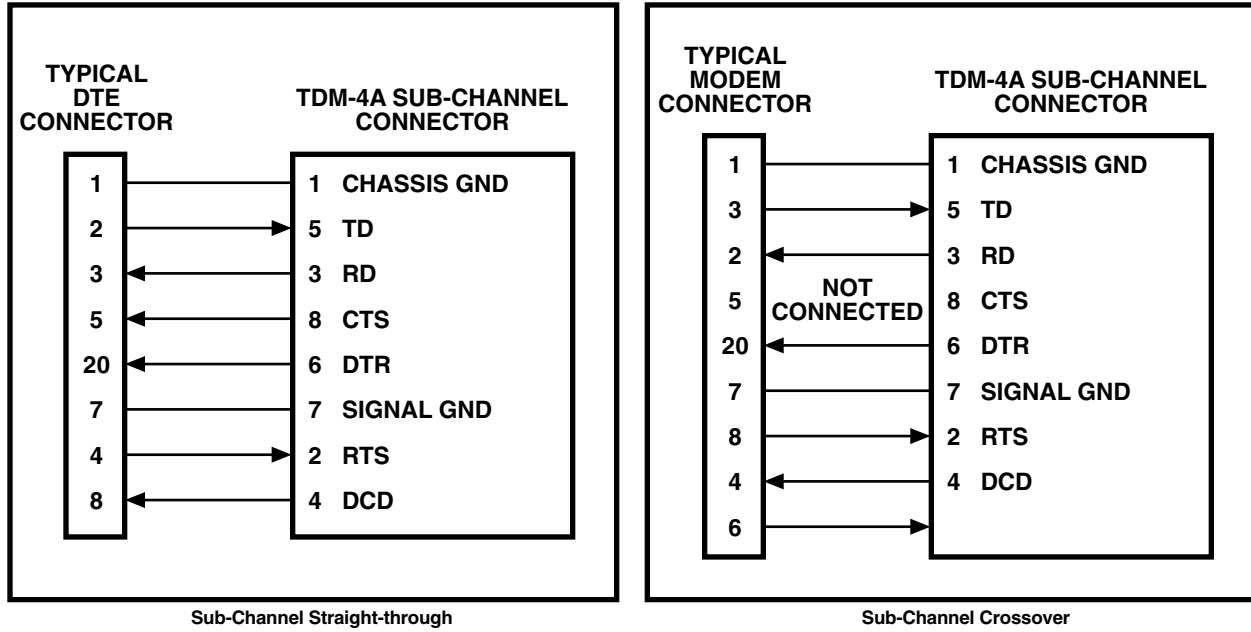 TYPICAL
DTE
CONNECTOR
TDM-4A SUB-CHANNEL
CONNECTOR
1 1 CHASSIS GND
2 5 TD
3 3 RD
5 8 CTS
20 6 DTR
7 7 SIGNAL GND
4 2 RTS
8 4 DCD
Sub-Channel Straight-through
TYPICAL
MODEM
CONNECTOR
TDM-4A SUB-CHANNEL
CONNECTOR
1 1 CHASSIS GND
3 5 TD
2 3 RD
NOT
CONNECTED
5 8 CTS
20 6 DTR
7 7 SIGNAL GND
8 2 RTS
4 4 DCD
6
Sub-Channel Crossover